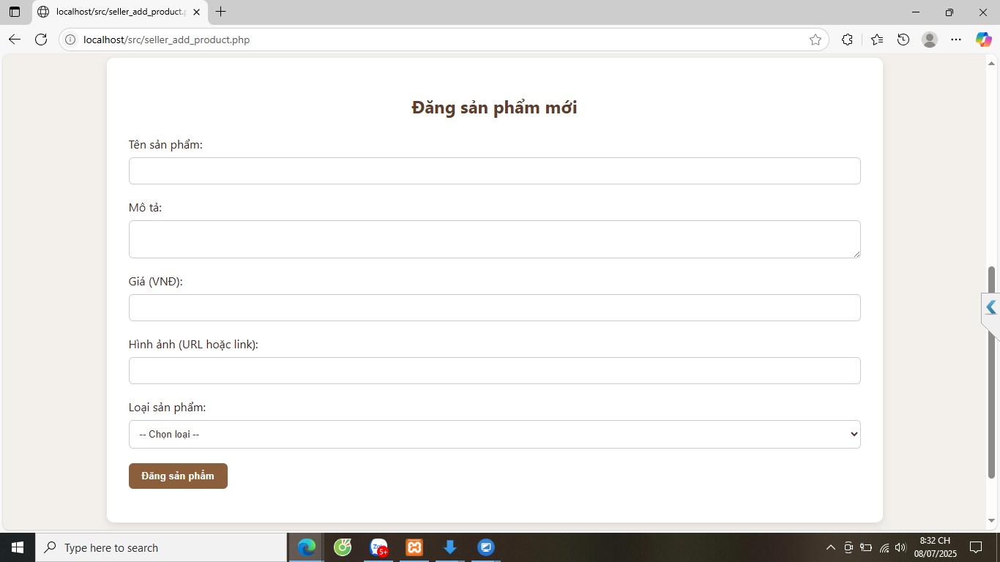 localhost/src/seller_add_product.p
localhost/src/seller_add_product.php
Đăng sản phẩm mới
Tên sản phẩm:
Mô tả:
Giá (VNĐ):
Hình ảnh (URL hoặc link):
Loại sản phẩm:
-- Chọn loại --
Đăng sản phẩm
Type here to search
Zalo
5+
8:32 CH
08/07/2025